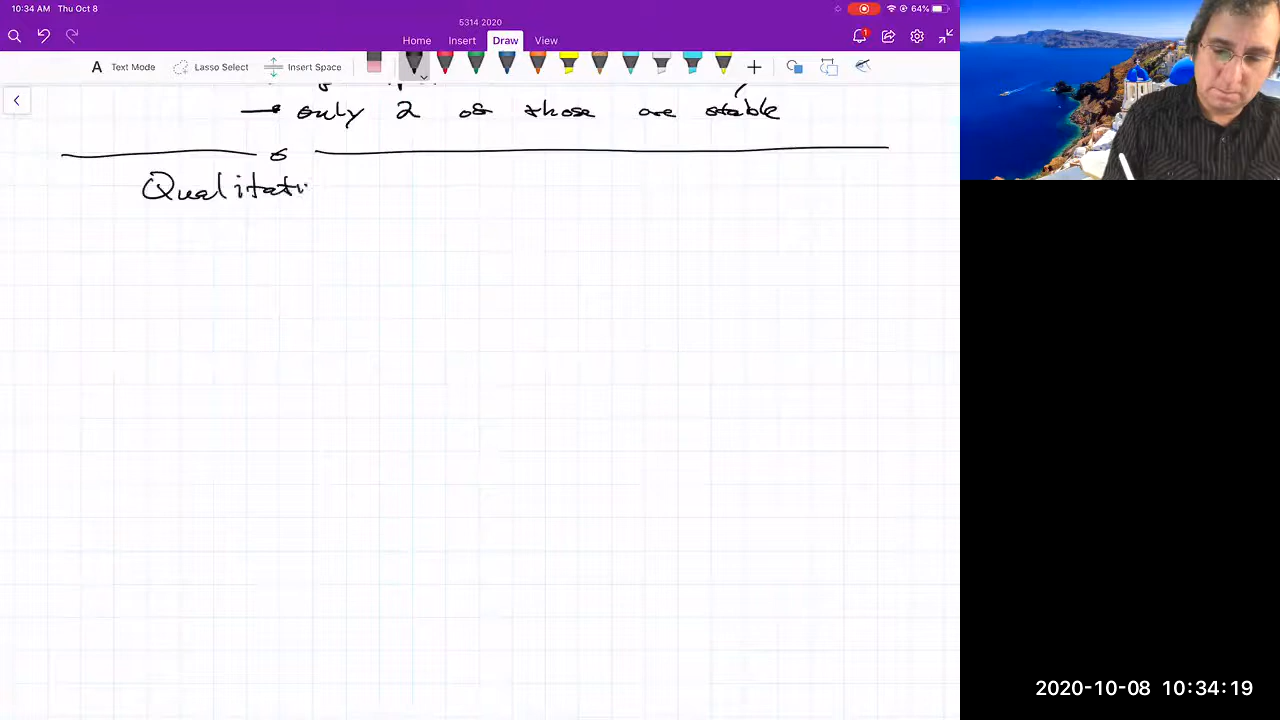 10:34 AM Thu Oct 8 64%
5314 2020
Home Insert Draw View
A Text Mode Lasso Select Insert Space
→ only 2 of those are stable
Qualitati
2020-10-08 10:34:19